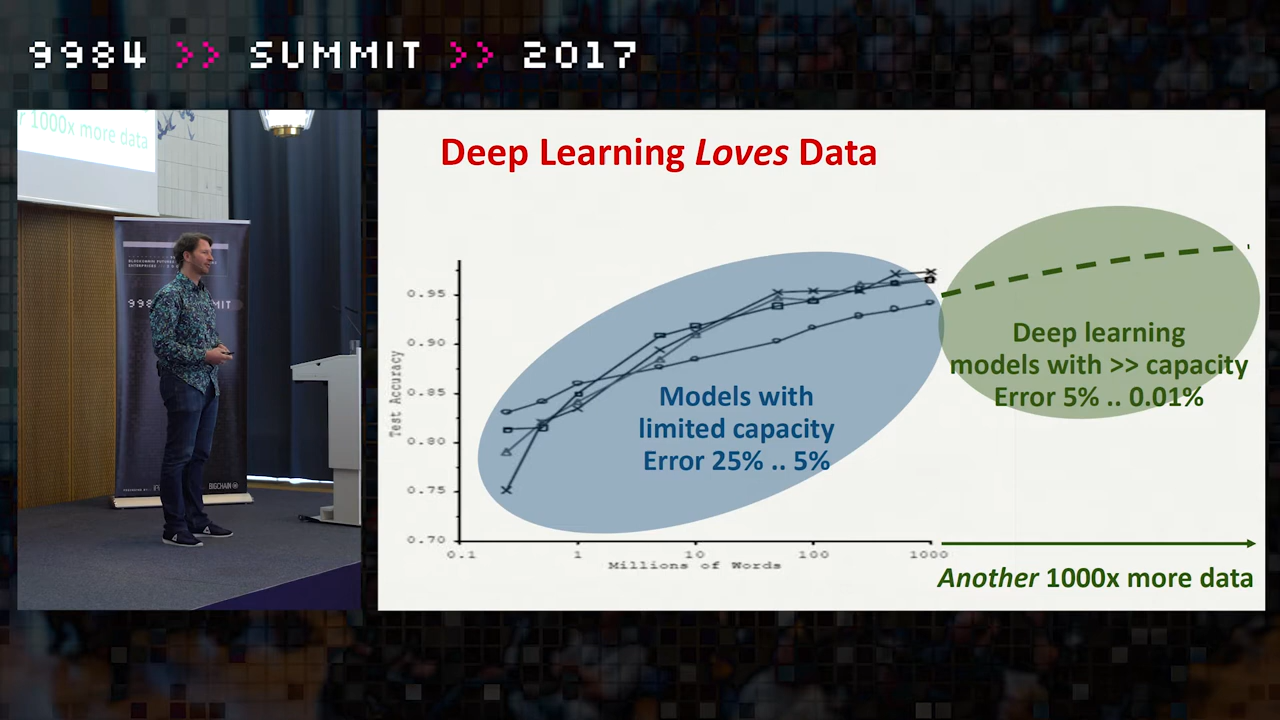 9984 >> SUMMIT >> 2017
r 1000x more data
BIGCHAIN
Deep Learning Loves Data
0.95
0.90
0.85
0.80
0.75
0.70
Test Accuracy
0.1
1
10
100
1000
Millions of Words
Models with
limited capacity
Error 25% .. 5%
Deep learning
models with >> capacity
Error 5% .. 0.01%
Another 1000x more data